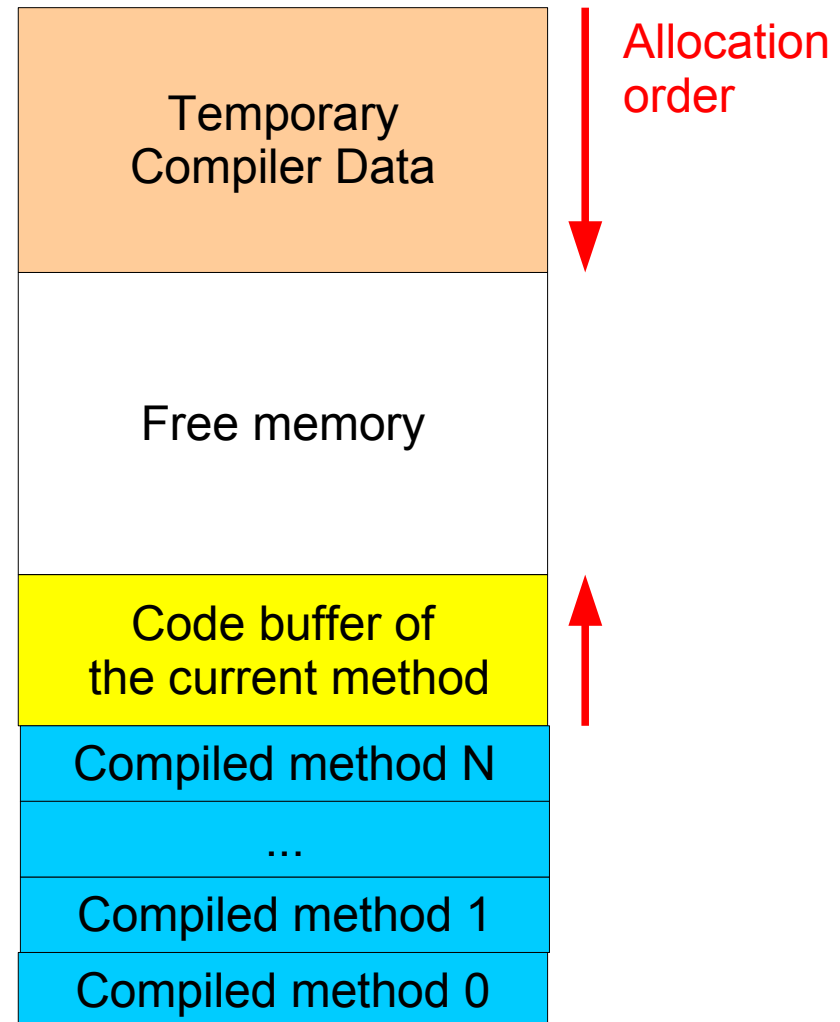 Allocation
order
Temporary
Compiler Data
Free memory
Code buffer of
the current method
Compiled method N
...
Compiled method 1
Compiled method 0